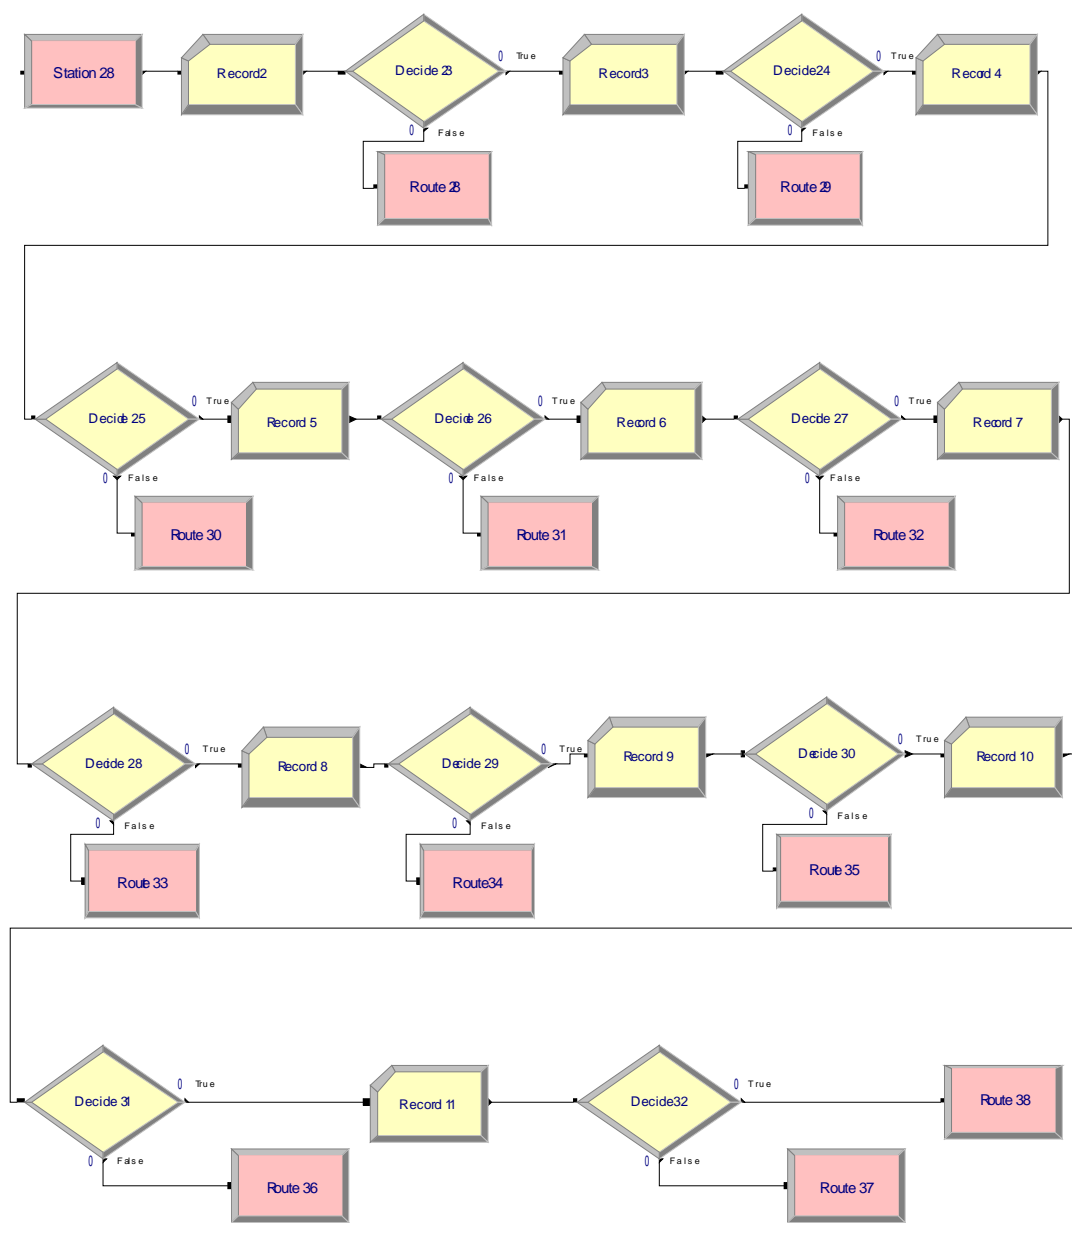 0 True
0 True
Station 28
Record2
Decide 23
Record3
Decide24
Record 4
0 False
0 False
Route 28
Route 29
0 True
0 True
0 True
Decide 25
Record 5
Decide 26
Record 6
Decide 27
Record 7
0 False
0 False
0 False
Route 30
Route 31
Route 32
0 True
0 True
0 True
Decide 28
Record 8
Decide 29
Record 9
Decide 30
Record 10
0 False
0 False
0 False
Route 33
Route34
Route 35
0 True
0 True
Decide 31
Record 11
Decide32
Route 38
0 False
0 False
Route 36
Route 37